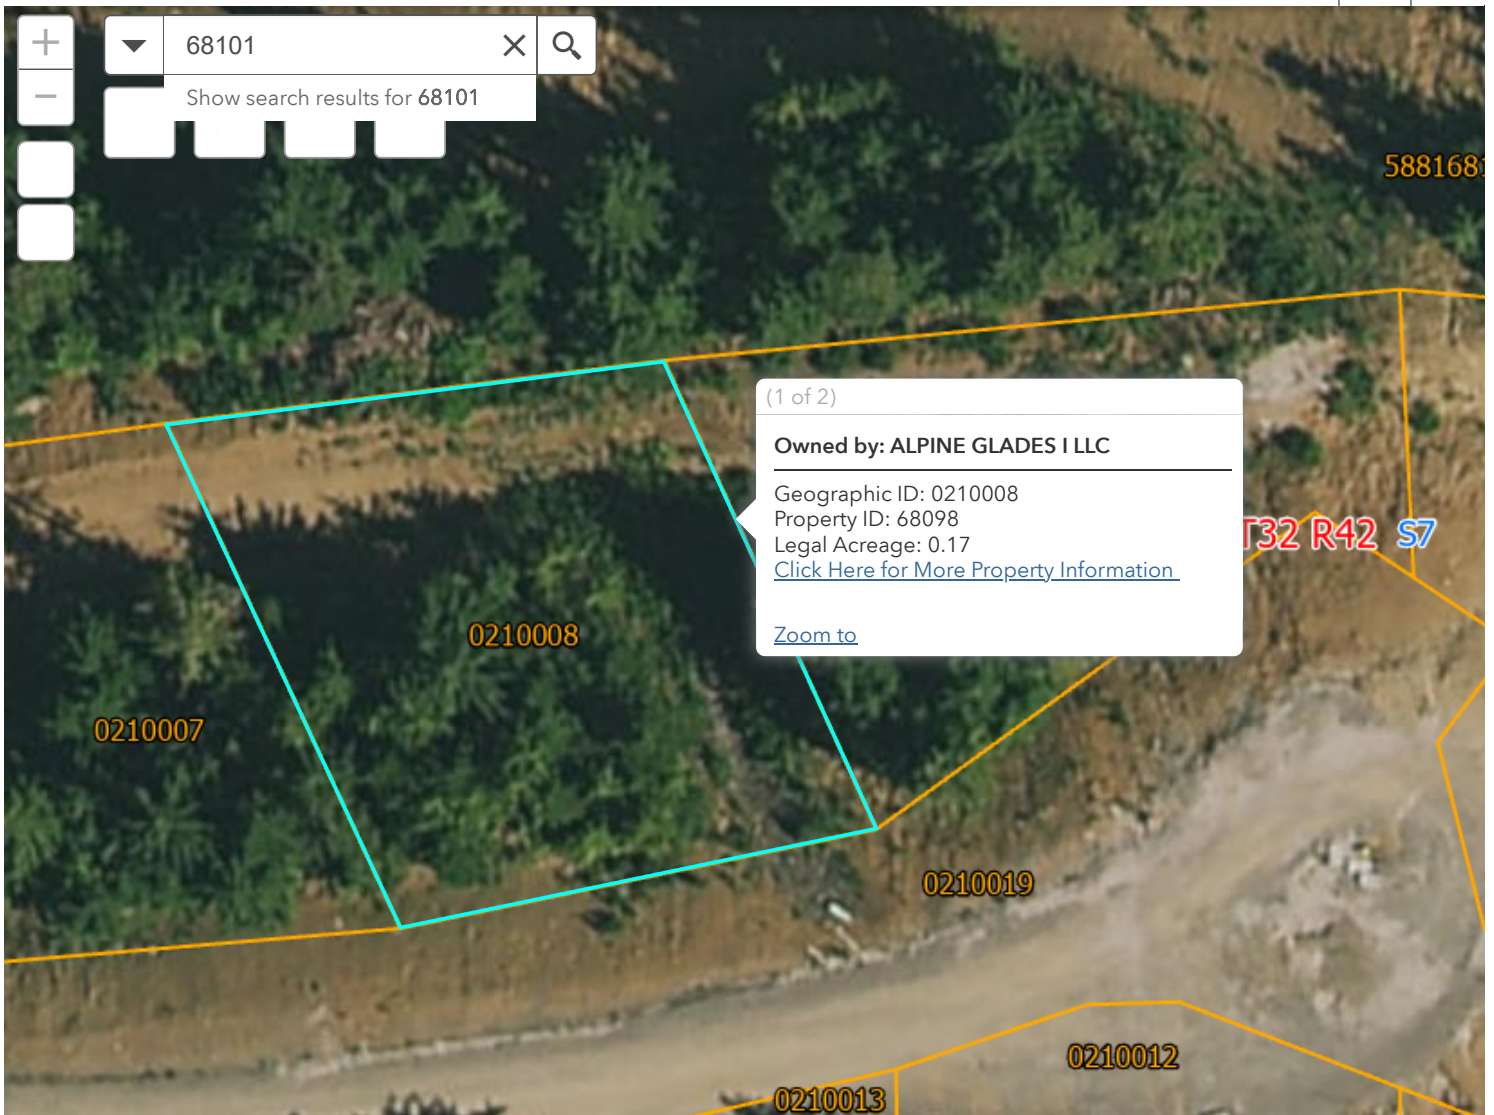 68101
Show search results for 68101
588168
(1 of 2)
Owned by: ALPINE GLADES I LLC
Geographic ID: 0210008
Property ID: 68098
Legal Acreage: 0.17
Click Here for More Property Information
Zoom to
T32 R42 S7
0210008
0210007
0210019
0210012
0210013